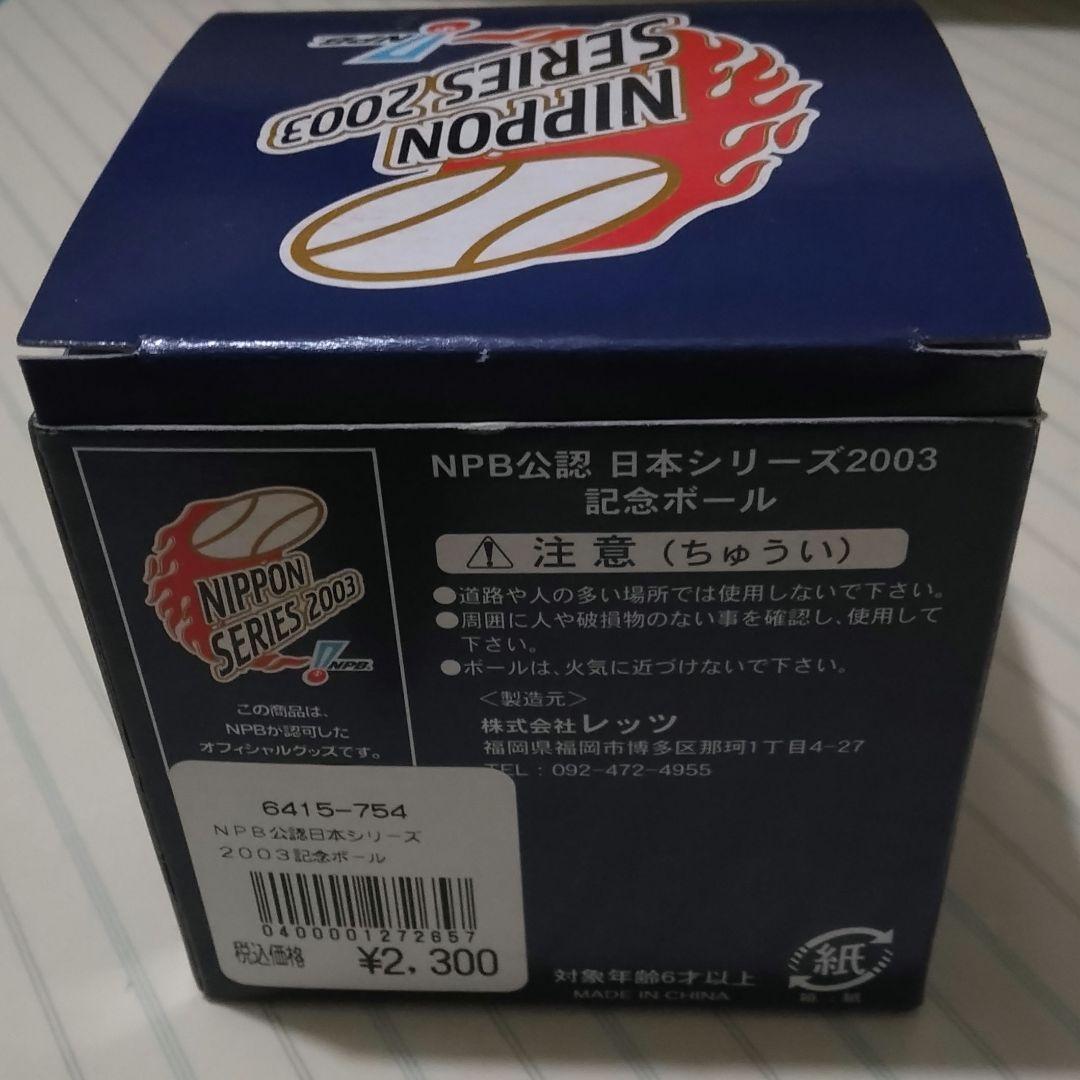 NIPPON
SERIES 2003
NPB
NPB公認 日本シリーズ2003
記念ボール
注意(ちゅうい)
●道路や人の多い場所では使用しないで下さい。
●周囲に人や破損物のない事を確認し、使用して
下さい。
●ボールは、火気に近づけないで下さい。
<製造元>
株式会社レッツ
福岡県福岡市博多区那珂1丁目4-27
TEL:092-472-4955
NIPPON
SERIES 2003
NPB
この商品は、
NPBが認可した
オフィシャルグッズです。
6415-754
NPB公認日本シリーズ
2003記念ボール
0400001272657
税込価格 ¥2,300
対象年齢6才以上
MADE IN CHINA
紙
箱:紙